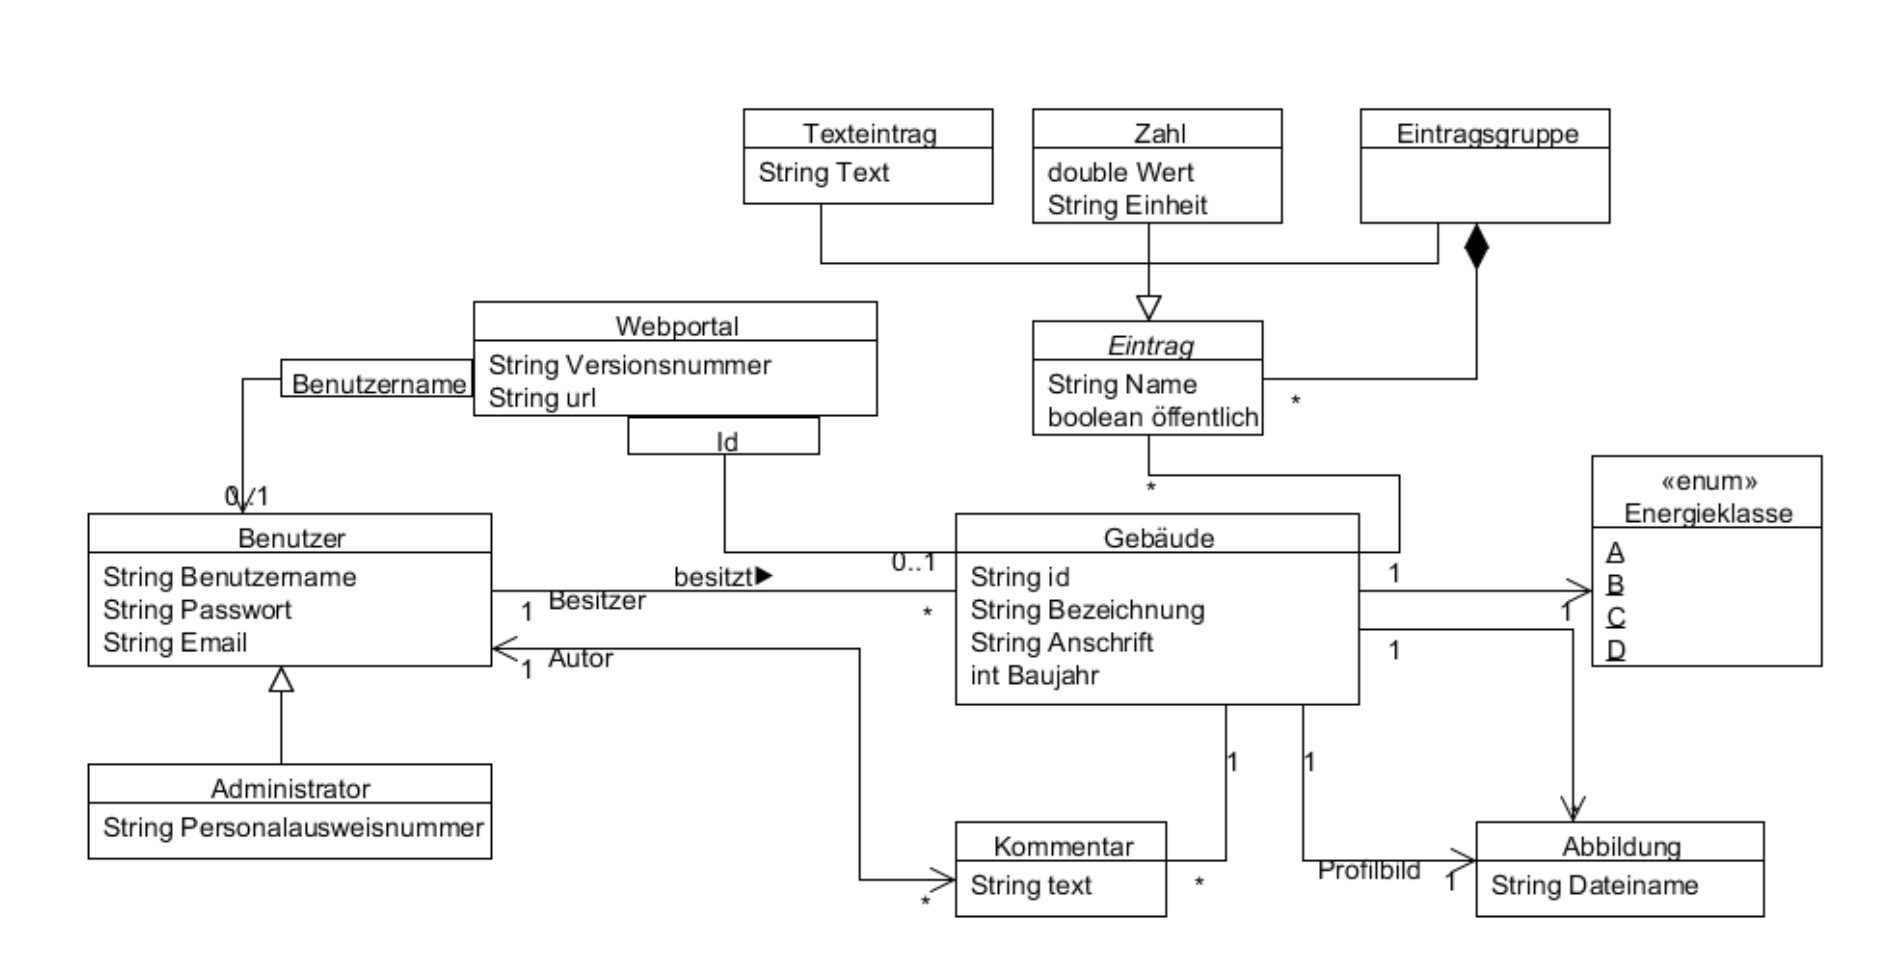 Texteintrag
String Text
Zahl
double Wert
String Einheit
Eintragsgruppe
Webportal
String Versionsnummer
String url
Benutzername
Id
Eintrag
String Name
boolean öffentlich
*
*
«enum»
Energieklasse
A
B
C
D
0..1
Benutzer
String Benutzername
String Passwort
String Email
besitzt
1
Besitzer
0..1
*
1
Autor
Gebäude
String id
String Bezeichnung
String Anschrift
int Baujahr
1
1
1
*
Administrator
String Personalausweisnummer
1
1
Kommentar
String text
*
*
Profilbild
1
Abbildung
String Dateiname